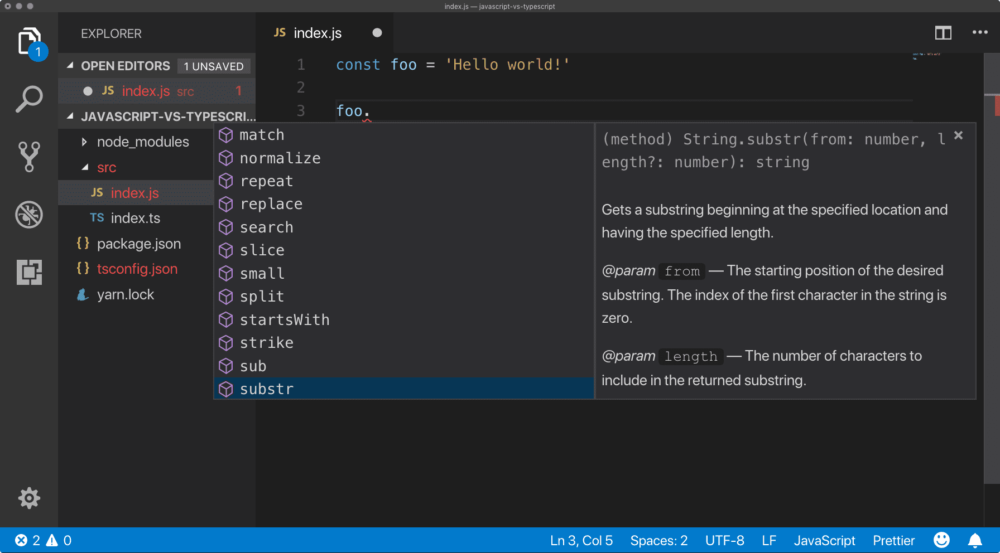 index.js — javascript-vs-typescript
EXPLORER
OPEN EDITORS 1 UNSAVED
JS index.js src 1
JAVASCRIPT-VS-TYPESCRI...
node_modules
src
JS index.js
TS index.ts
{} package.json
{} tsconfig.json
yarn.lock
1
JS index.js
1 const foo = 'Hello world!'
2
3 foo.
match
normalize
repeat
replace
search
slice
small
split
startsWith
strike
sub
substr
(method) String.substr(from: number, l
ength?: number): string
Gets a substring beginning at the specified location and
having the specified length.
@param from — The starting position of the desired
substring. The index of the first character in the string is
zero.
@param length — The number of characters to
include in the returned substring.
const foo = 'Hello world!'
foo.
2 0 Ln 3, Col 5 Spaces: 2 UTF-8 LF JavaScript Prettier